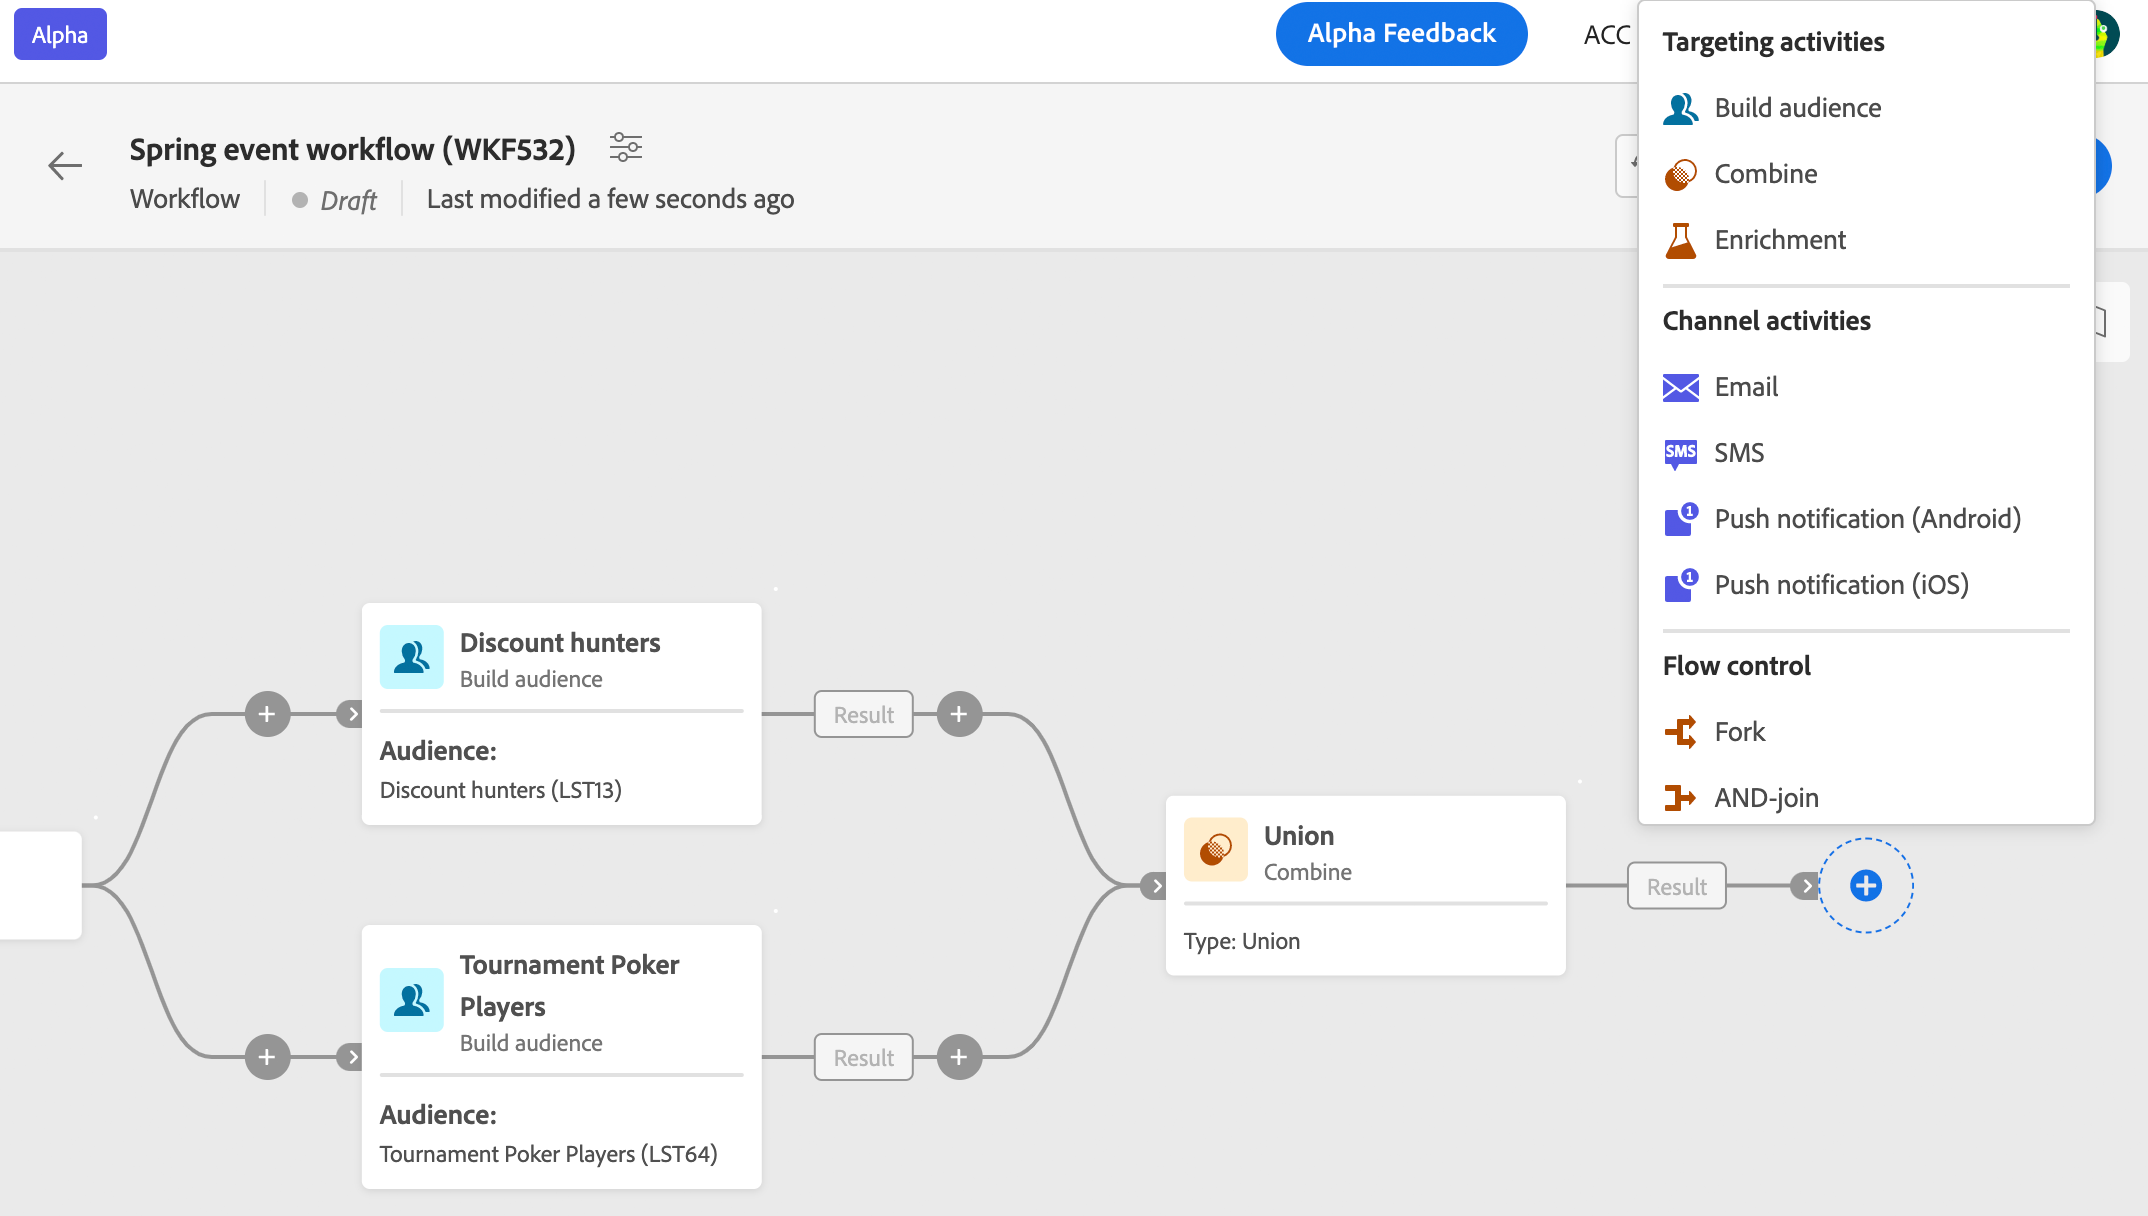 Alpha
Alpha Feedback
ACC
Spring event workflow (WKF532)
Workflow
Draft
Last modified a few seconds ago
Targeting activities
Build audience
Combine
Enrichment
Channel activities
Email
SMS
SMS
1
Push notification (Android)
1
Push notification (iOS)
Flow control
Fork
AND-join
Discount hunters
Build audience
Audience:
Discount hunters (LST13)
Result
Tournament Poker
Players
Build audience
Audience:
Tournament Poker Players (LST64)
Result
Union
Combine
Type: Union
Result